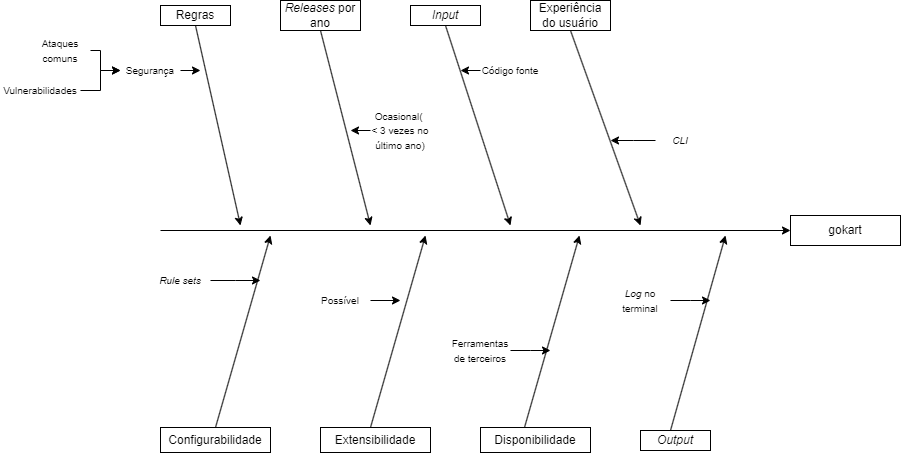 Regras
Releases por
ano
Input
Experiência
do usuário
Ataques
comuns
Vulnerabilidades
Segurança
Ocasional(
< 3 vezes no
último ano)
Código fonte
CLI
gokart
Rule sets
Possível
Ferramentas
de terceiros
Log no
terminal
Configurabilidade
Extensibilidade
Disponibilidade
Output